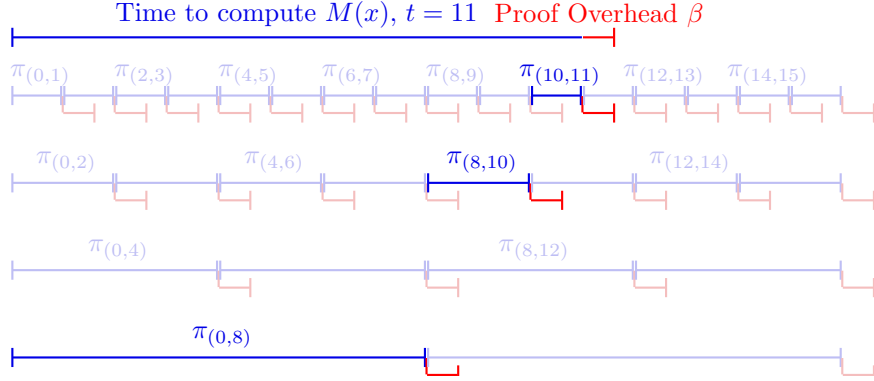 Time to compute M(x), t = 11 Proof Overhead β
π(0,1) π(2,3) π(4,5) π(6,7) π(8,9) π(10,11) π(12,13) π(14,15)
π(0,2) π(4,6) π(8,10) π(12,14)
π(0,4) π(8,12)
π(0,8)